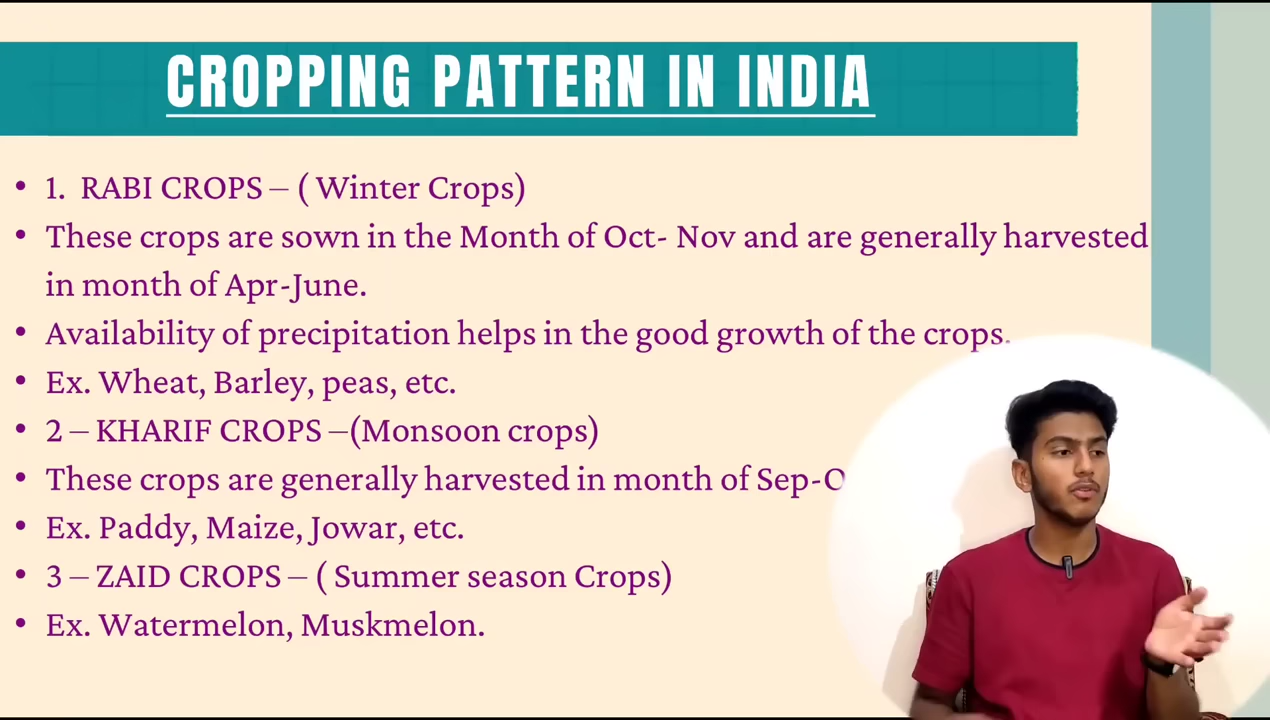 CROPPING PATTERN IN INDIA
• 1. RABI CROPS – ( Winter Crops)
• These crops are sown in the Month of Oct- Nov and are generally harvested
in month of Apr-June.
• Availability of precipitation helps in the good growth of the crops.
• Ex. Wheat, Barley, peas, etc.
• 2 – KHARIF CROPS –(Monsoon crops)
• These crops are generally harvested in month of Sep-O
• Ex. Paddy, Maize, Jowar, etc.
• 3 – ZAID CROPS – ( Summer season Crops)
• Ex. Watermelon, Muskmelon.